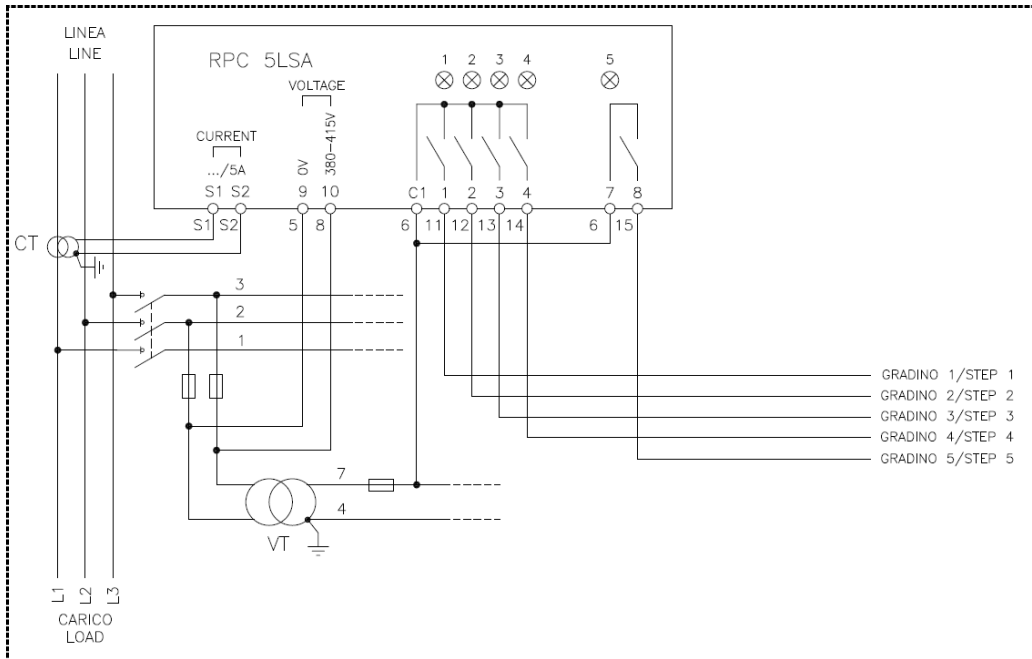 LINEA
LINE
RPC 5LSA
1 2 3 4 5
VOLTAGE
CURRENT
.../5A
0V
380-415V
S1 S2 9 10 C1 1 2 3 4 7 8
S1 S2 5 8 6 11 12 13 14 6 15
CT
3
2
1
GRADINO 1/STEP 1
GRADINO 2/STEP 2
GRADINO 3/STEP 3
GRADINO 4/STEP 4
GRADINO 5/STEP 5
7
4
VT
L1
L2
L3
CARICO
LOAD